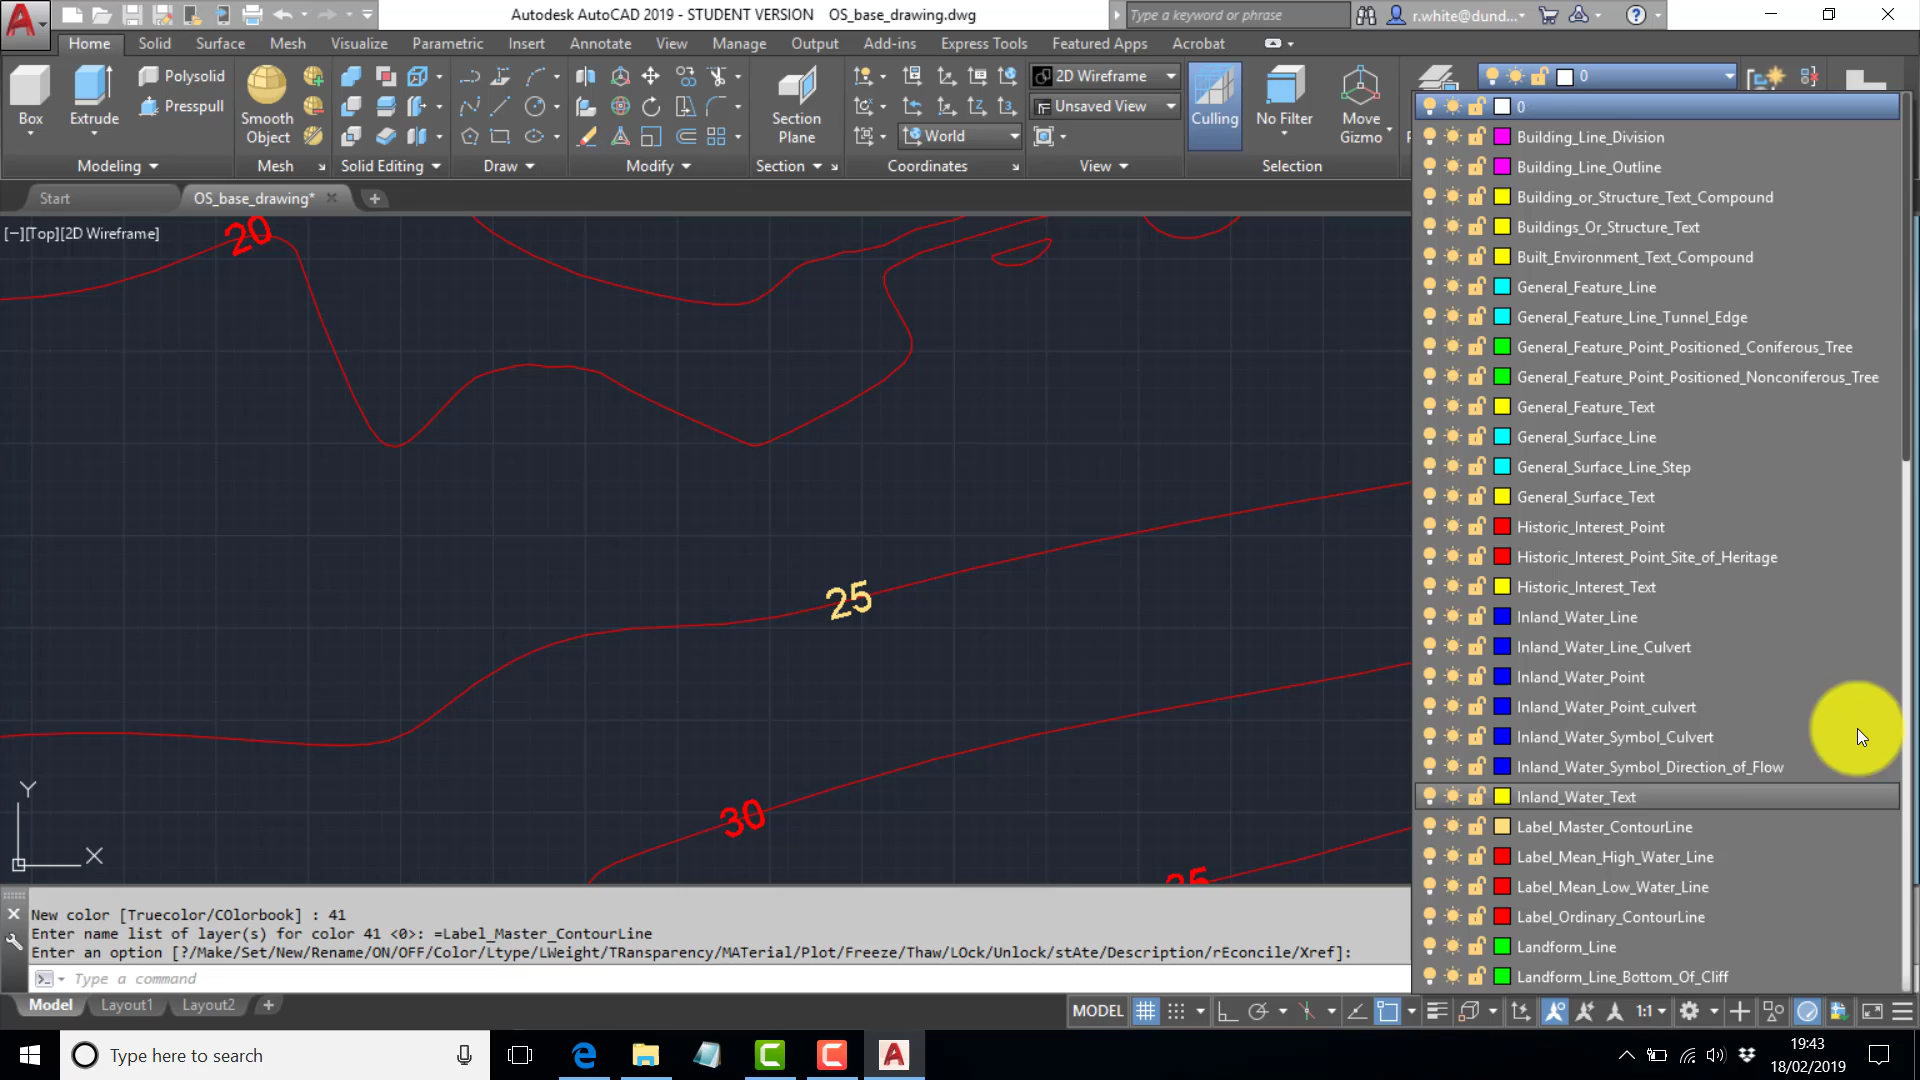 Autodesk AutoCAD 2019 - STUDENT VERSION OS_base_drawing.dwg
Type a keyword or phrase
r.white@dund...
Home Solid Surface Mesh Visualize Parametric Insert Annotate View Manage Output Add-ins Express Tools Featured Apps Acrobat
Polysolid
Presspull
Box
Extrude
Smooth
Object
Section
Plane
World
2D Wireframe
Unsaved View
Culling
No Filter
Move
Gizmo
0
Modeling
Mesh
Solid Editing
Draw
Modify
Section
Coordinates
View
Selection
Start
OS_base_drawing*
[−][Top][2D Wireframe]
0
Building_Line_Division
Building_Line_Outline
Building_or_Structure_Text_Compound
Buildings_Or_Structure_Text
Built_Environment_Text_Compound
General_Feature_Line
General_Feature_Line_Tunnel_Edge
General_Feature_Point_Positioned_Coniferous_Tree
General_Feature_Point_Positioned_Nonconiferous_Tree
General_Feature_Text
General_Surface_Line
General_Surface_Line_Step
General_Surface_Text
Historic_Interest_Point
Historic_Interest_Point_Site_of_Heritage
Historic_Interest_Text
Inland_Water_Line
Inland_Water_Line_Culvert
Inland_Water_Point
Inland_Water_Point_culvert
Inland_Water_Symbol_Culvert
Inland_Water_Symbol_Direction_of_Flow
Inland_Water_Text
Label_Master_ContourLine
Label_Mean_High_Water_Line
Label_Mean_Low_Water_Line
Label_Ordinary_ContourLine
Landform_Line
Landform_Line_Bottom_Of_Cliff
20
25
30
Y
X
New color [Truecolor/COlorbook] : 41
Enter name list of layer(s) for color 41 <0>: =Label_Master_ContourLine
Enter an option [?/Make/Set/New/Rename/ON/OFF/Color/Ltype/LWeight/TRansparency/MATerial/Plot/Freeze/Thaw/LOck/Unlock/stAte/Description/rEconcile/Xref]:
Type a command
Model Layout1 Layout2
MODEL
1:1
Type here to search
19:43
18/02/2019